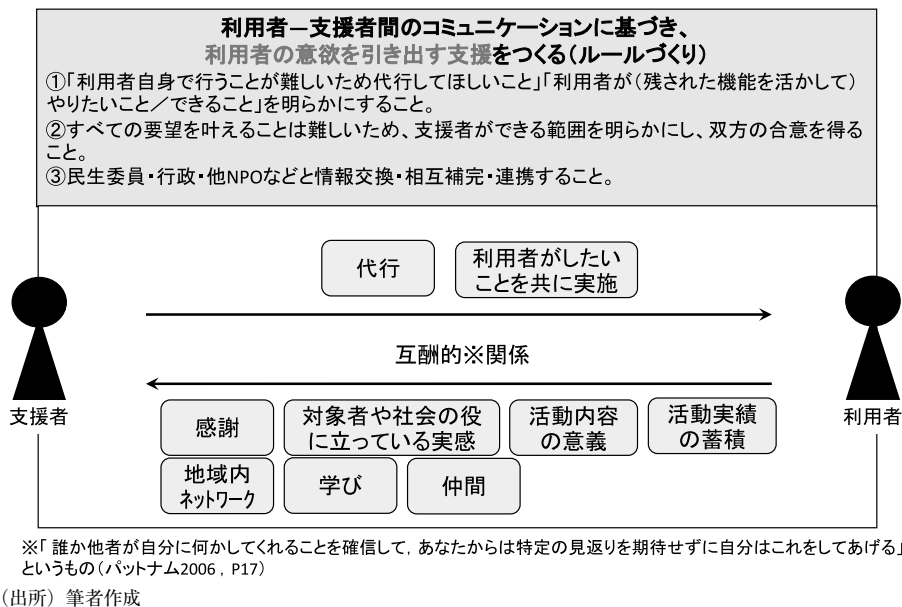 利用者－支援者間のコミュニケーションに基づき、
利用者の意欲を引き出す支援をつくる（ルールづくり）
①「利用者自身で行うことが難しいため代行してほしいこと」「利用者が（残された機能を活かして）
やりたいこと／できること」を明らかにすること。
②すべての要望を叶えることは難しいため、支援者ができる範囲を明らかにし、双方の合意を得る
こと。
③民生委員・行政・他NPOなどと情報交換・相互補完・連携すること。
代行
利用者がしたい
ことを共に実施
互酬的※関係
支援者
利用者
感謝
対象者や社会の役
に立っている実感
活動内容
の意義
活動実績
の蓄積
地域内
ネットワーク
学び
仲間
※「 誰か他者が自分に何かしてくれることを確信して，あなたからは特定の見返りを期待せずに自分はこれをしてあげる」
というもの（パットナム2006，P17）
（出所）筆者作成